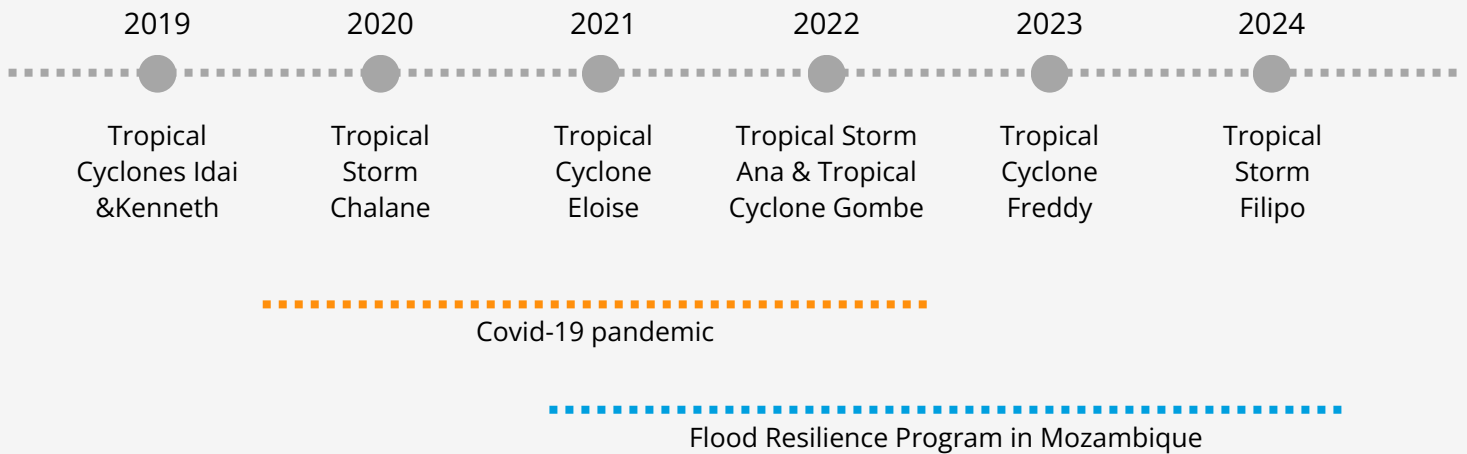 2019
2020
2021
2022
2023
2024
Tropical
Cyclones Idai
&Kenneth
Tropical
Storm
Chalane
Tropical
Cyclone
Eloise
Tropical Storm
Ana & Tropical
Cyclone Gombe
Tropical
Cyclone
Freddy
Tropical
Storm
Filipo
Covid-19 pandemic
Flood Resilience Program in Mozambique